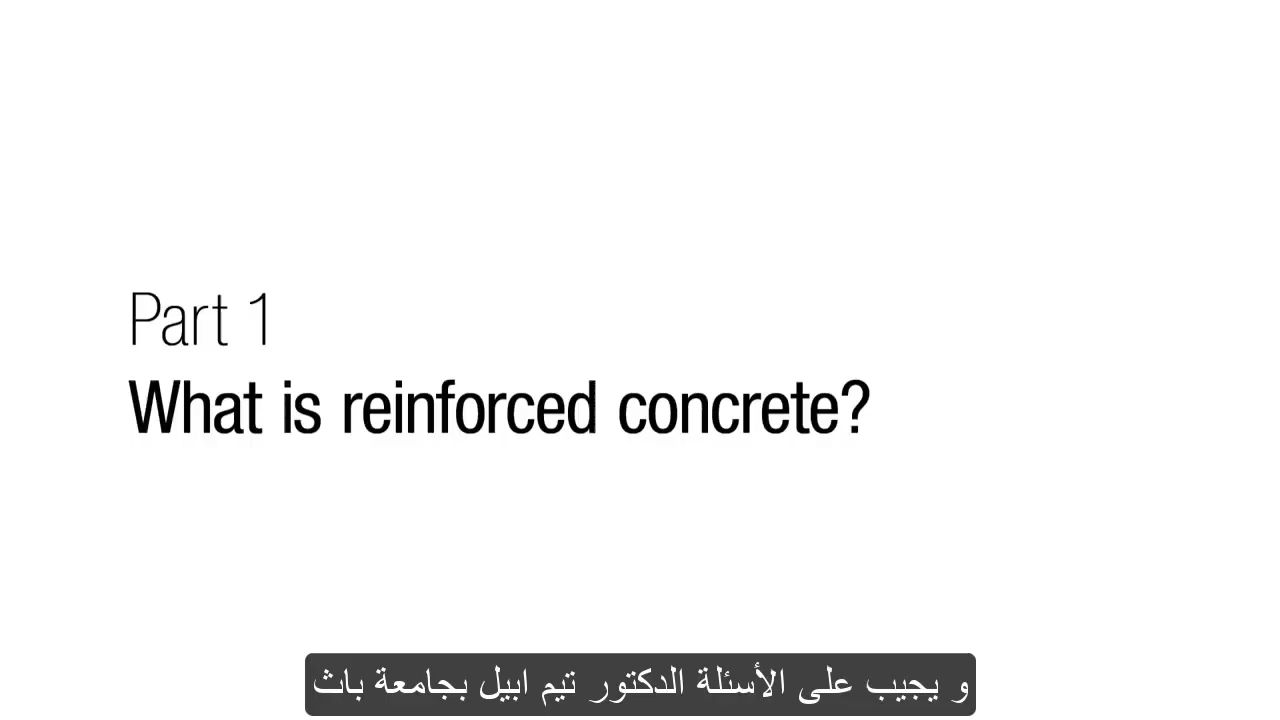 Part 1
What is reinforced concrete?
و يجيب على الأسئلة الدكتور تيم ابيل بجامعة باث